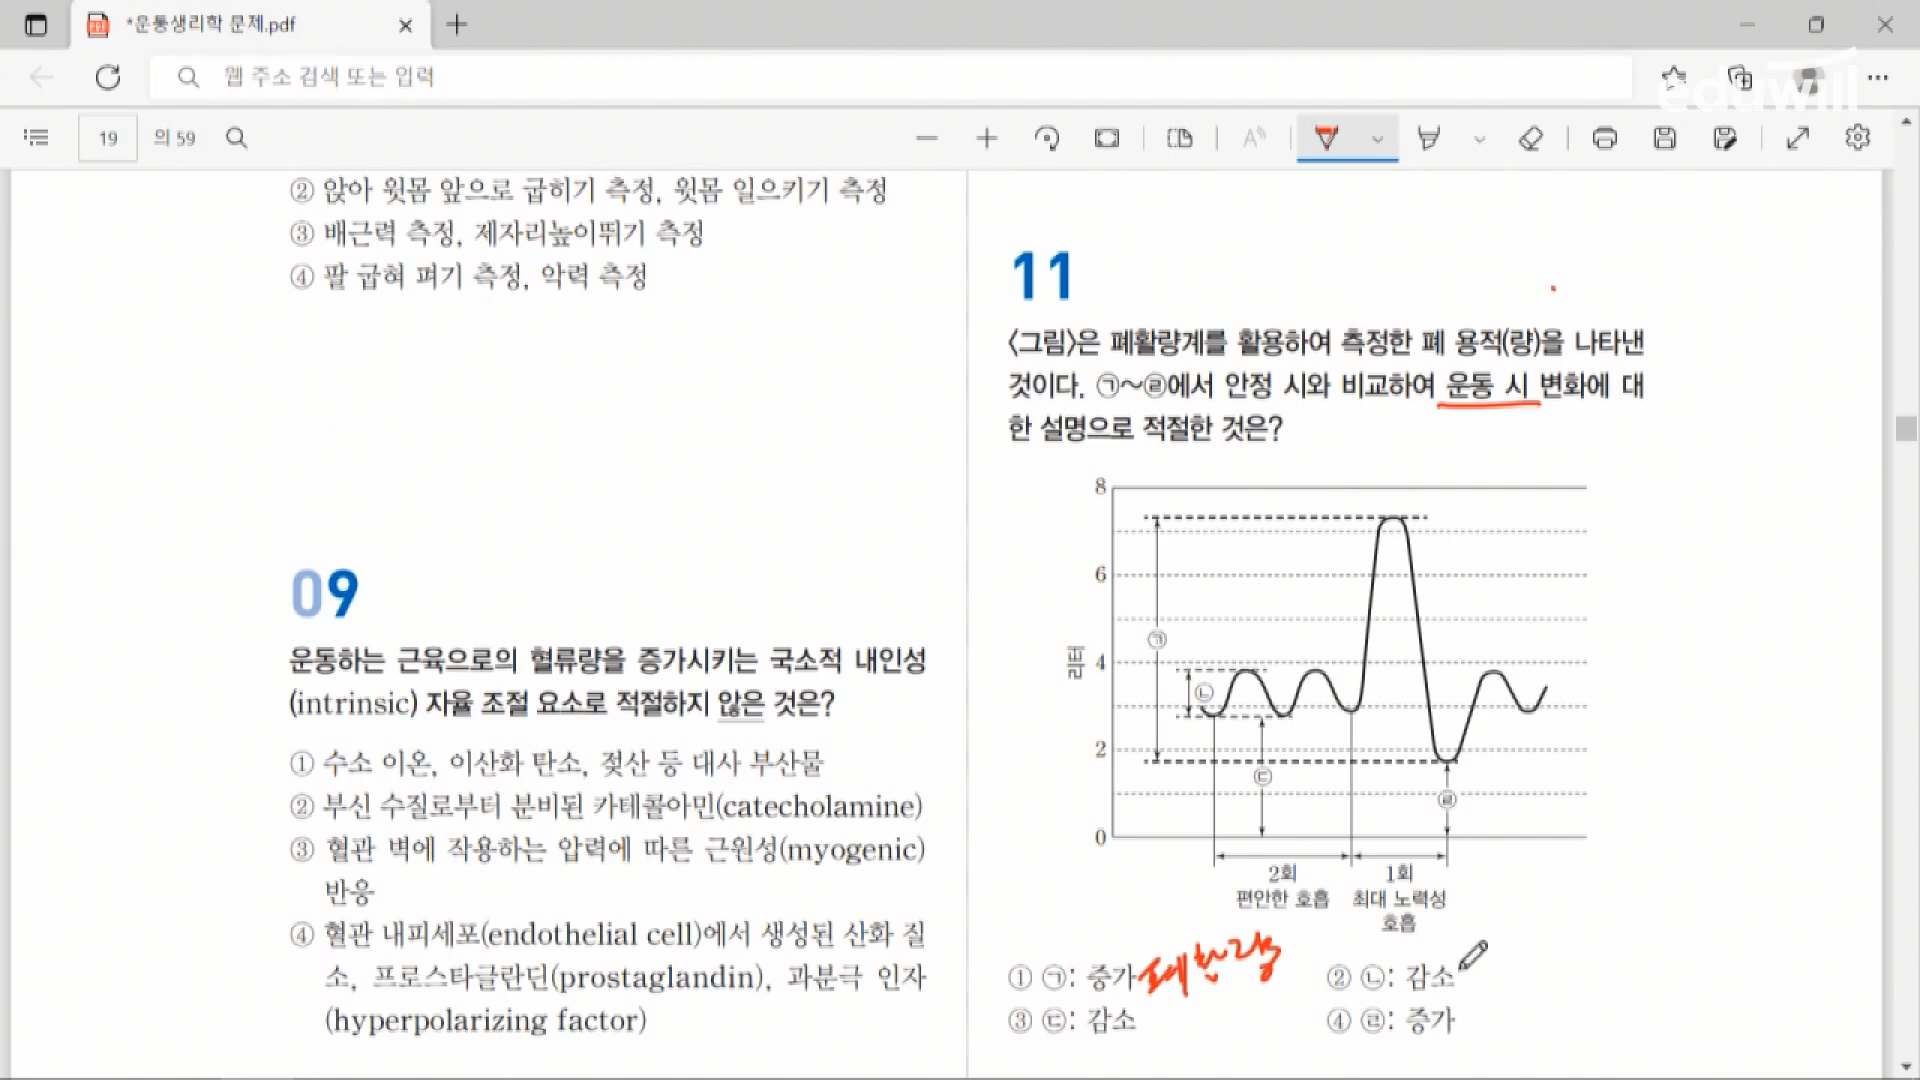 *운동생리학 문제.pdf
웹 주소 검색 또는 입력
eduwill
19 의 59
② 앉아 윗몸 앞으로 굽히기 측정, 윗몸 일으키기 측정
③ 배근력 측정, 제자리높이뛰기 측정
④ 팔 굽혀 펴기 측정, 악력 측정
09
운동하는 근육으로의 혈류량을 증가시키는 국소적 내인성
(intrinsic) 자율 조절 요소로 적절하지 않은 것은?
① 수소 이온, 이산화 탄소, 젖산 등 대사 부산물
② 부신 수질로부터 분비된 카테콜아민(catecholamine)
③ 혈관 벽에 작용하는 압력에 따른 근원성(myogenic)
반응
④ 혈관 내피세포(endothelial cell)에서 생성된 산화 질
소, 프로스타글란딘(prostaglandin), 과분극 인자
(hyperpolarizing factor)
11
〈그림〉은 폐활량계를 활용하여 측정한 폐 용적(량)을 나타낸
것이다. ㉠~㉣에서 안정 시와 비교하여 운동 시 변화에 대
한 설명으로 적절한 것은?
8
6
4
2
0
리터
㉠
㉡
㉢
㉣
2회
편안한 호흡
1회
최대 노력성
호흡
① ㉠: 증가 ② ㉡: 감소
③ ㉢: 감소 ④ ㉣: 증가